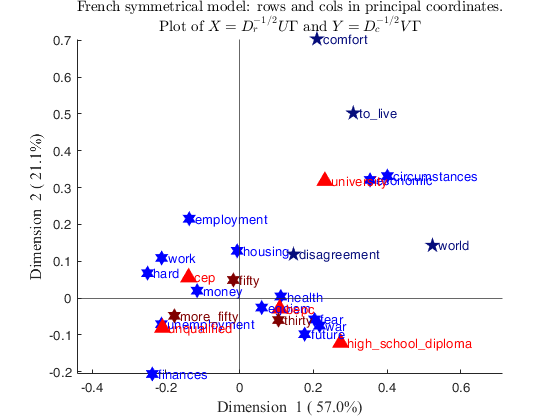 French symmetrical model: rows and cols in principal coordinates.
Plot of $X = D_r^{-1/2}U\Gamma$ and $Y = D_c^{-1/2}V\Gamma$
0.7
0.6
0.5
0.4
0.3
0.2
0.1
0
-0.1
-0.2
Dimension 2 ( 21.1%)
comfort
to_live
university
economic
circumstances
employment
housing
disagreement
world
work
hard
cep
fifty
money
health
more_fifty
unemployment
unqualified
thirty
fear
war
future
high_school_diploma
finances
-0.4
-0.2
0
0.2
0.4
0.6
Dimension 1 ( 57.0%)